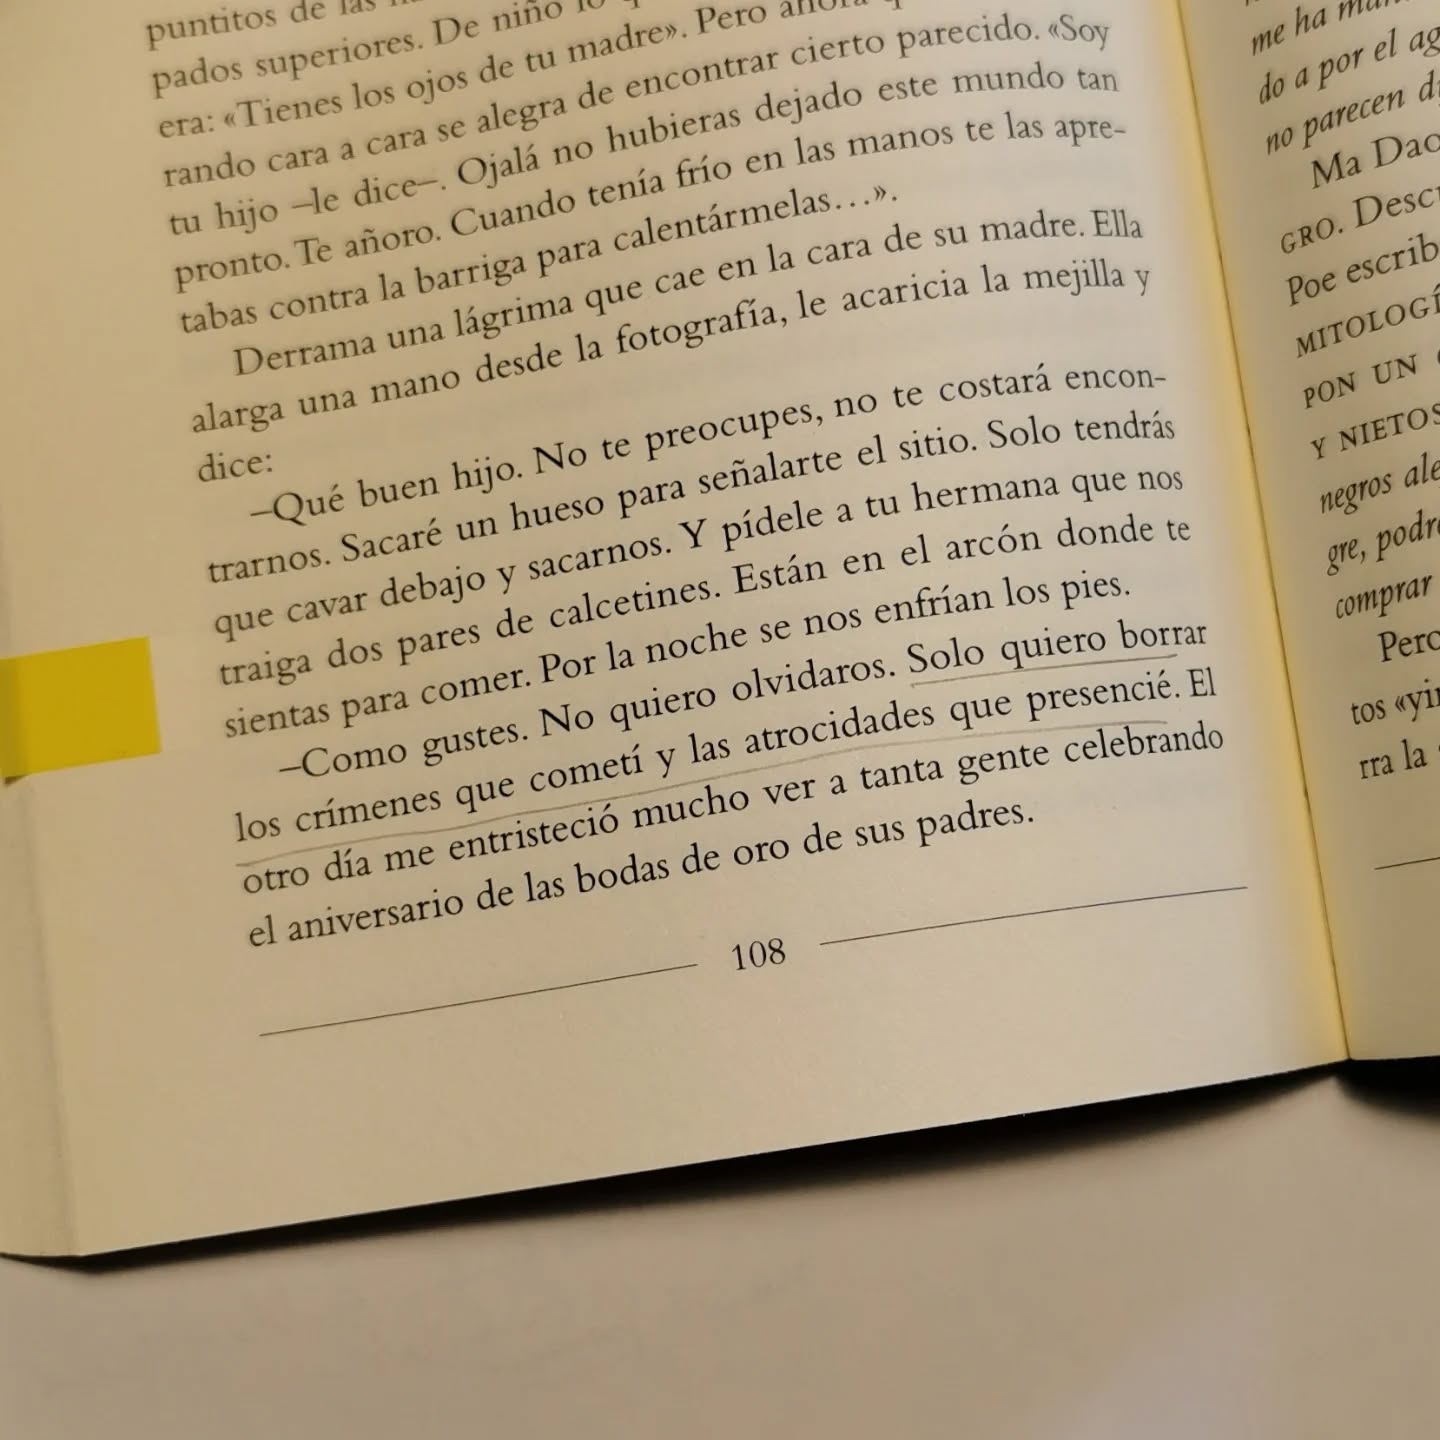 puntitos de las
pados superiores. De niño lo
era: «Tienes los ojos de tu madre». Pero
rando cara a cara se alegra de encontrar cierto parecido. «Soy
tu hijo –le dice–. Ojalá no hubieras dejado este mundo tan
pronto. Te añoro. Cuando tenía frío en las manos te las apre-
tabas contra la barriga para calentármelas…».
Derrama una lágrima que cae en la cara de su madre. Ella
alarga una mano desde la fotografía, le acaricia la mejilla y
dice:
–Qué buen hijo. No te preocupes, no te costará encon-
trarnos. Sacaré un hueso para señalarte el sitio. Solo tendrás
que cavar debajo y sacarnos. Y pídele a tu hermana que nos
traiga dos pares de calcetines. Están en el arcón donde te
sientas para comer. Por la noche se nos enfrían los pies.
–Como gustes. No quiero olvidaros. Solo quiero borrar
los crímenes que cometí y las atrocidades que presencié. El
otro día me entristeció mucho ver a tanta gente celebrando
el aniversario de las bodas de oro de sus padres.
108
me ha
do a por el
no parecen
Ma Dao
GRO.
Poe
PON UN
Y NIETOS
negros
gre,
comprar
Pero
tos
rra la